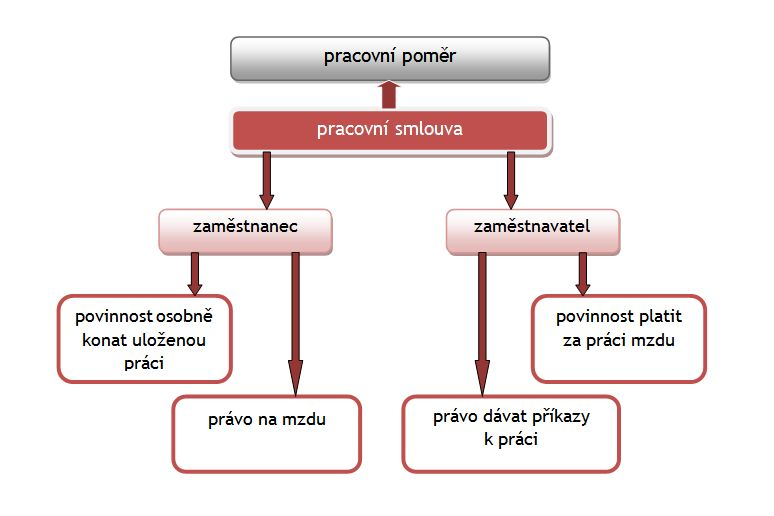 pracovní poměr
pracovní smlouva
zaměstnanec
zaměstnavatel
povinnost osobně
konat uloženou
práci
povinnost platit
za práci mzdu
právo na mzdu
právo dávat příkazy
k práci